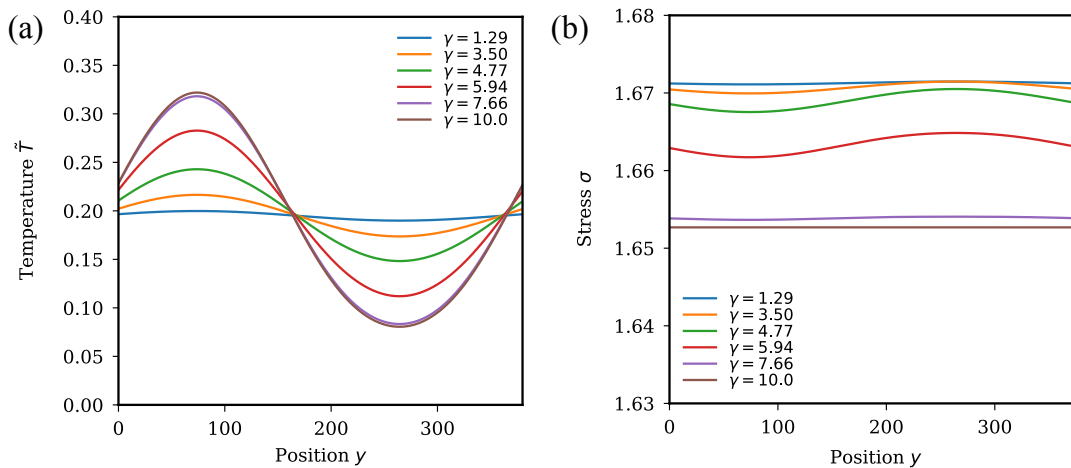 (a)
0.40
0.35
0.30
0.25
0.20
0.15
0.10
0.05
0.00
0
100
200
300
Temperature T̃
Position y
γ = 1.29
γ = 3.50
γ = 4.77
γ = 5.94
γ = 7.66
γ = 10.0
(b)
1.68
1.67
1.66
1.65
1.64
1.63
0
100
200
300
Stress σ
Position y
γ = 1.29
γ = 3.50
γ = 4.77
γ = 5.94
γ = 7.66
γ = 10.0